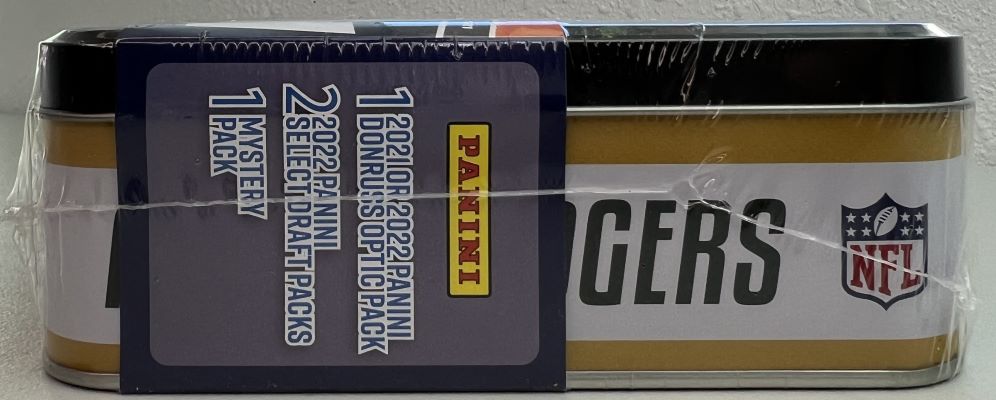 PANINI
1 2021 OR 2022 PANINI
DONRUSS OPTIC PACK
2 2022 PANINI
SELECT DRAFT PACKS
1 MYSTERY
PACK
GERS
NFL